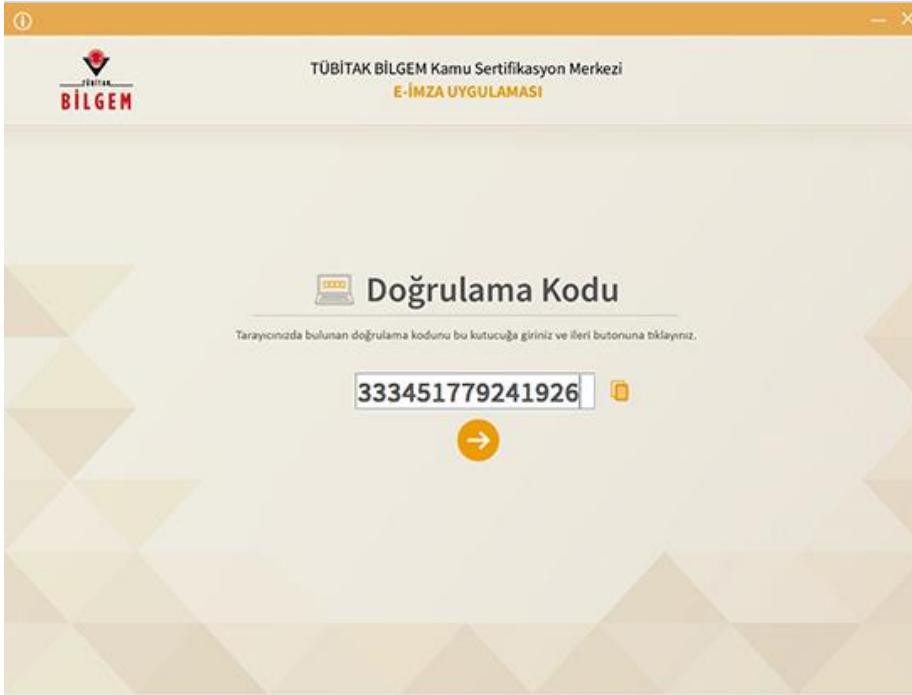 TÜBİTAK
BİLGEM
TÜBİTAK BİLGEM Kamu Sertifikasyon Merkezi
E-İMZA UYGULAMASI
Doğrulama Kodu
Tarayıcınızda bulunan doğrulama kodunu bu kutucuğa giriniz ve ileri butonuna tıklayınız.
333451779241926